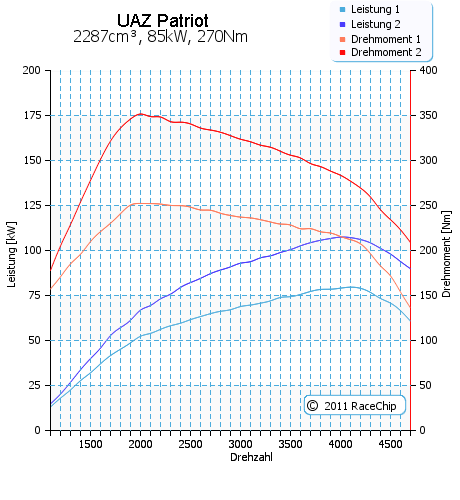 UAZ Patriot
2287cm³, 85kW, 270Nm
Leistung 1
Leistung 2
Drehmoment 1
Drehmoment 2
200
175
150
125
100
75
50
25
0
Leistung [kW]
400
350
300
250
200
150
100
50
0
Drehmoment [Nm]
1500 2000 2500 3000 3500 4000 4500
Drehzahl
© 2011 RaceChip